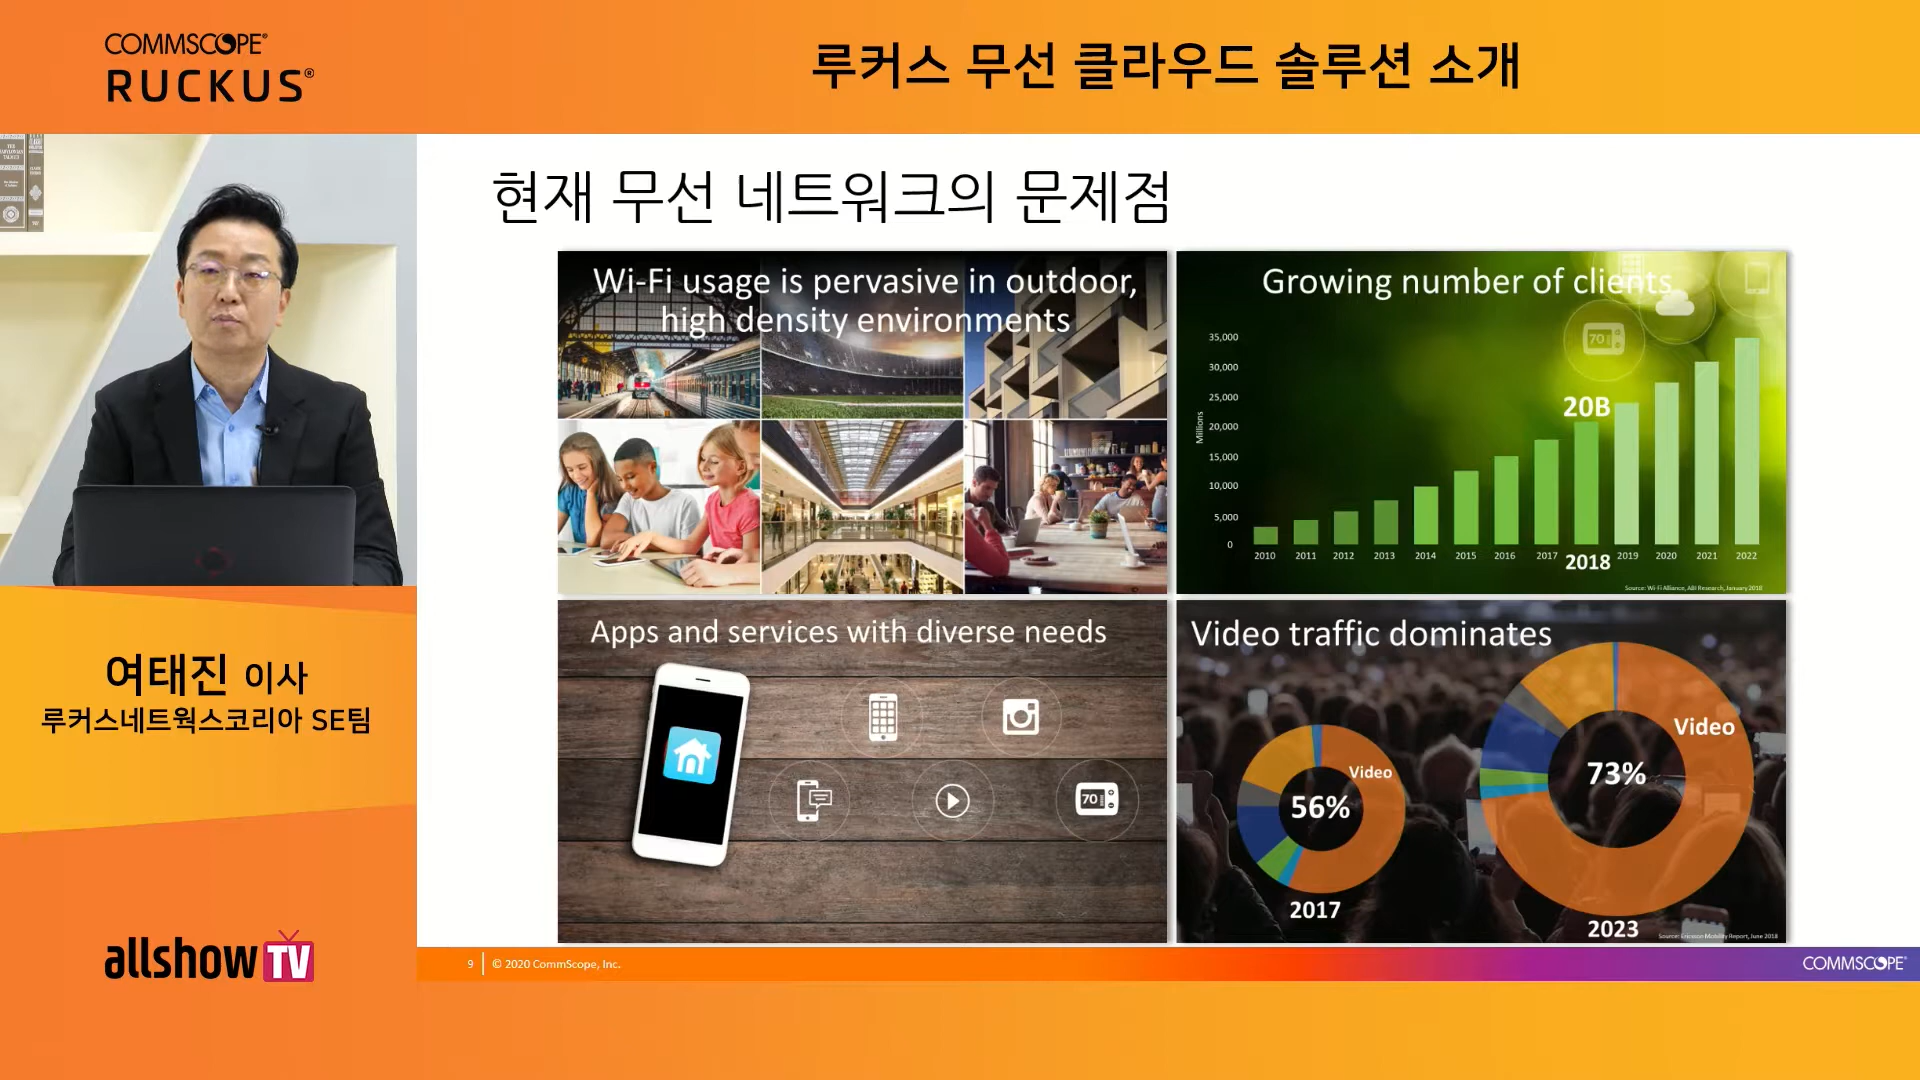 COMMSCOPE®
RUCKUS®
루커스 무선 클라우드 솔루션 소개
현재 무선 네트워크의 문제점
Wi-Fi usage is pervasive in outdoor,
high density environments
Growing number of clients
70
35,000
30,000
25,000
20,000
15,000
10,000
5,000
0
Millions
20B
2010 2011 2012 2013 2014 2015 2016 2017 2018 2019 2020 2021 2022
Source: Wi-Fi Alliance, ABI Research, January 2018
Apps and services with diverse needs
70
Video traffic dominates
Video
56%
2017
Video
73%
2023
Source: Ericsson Mobility Report, June 2018
여태진 이사
루커스네트웍스코리아 SE팀
allshow TV
9 © 2020 CommScope, Inc.
COMMSCOPE®